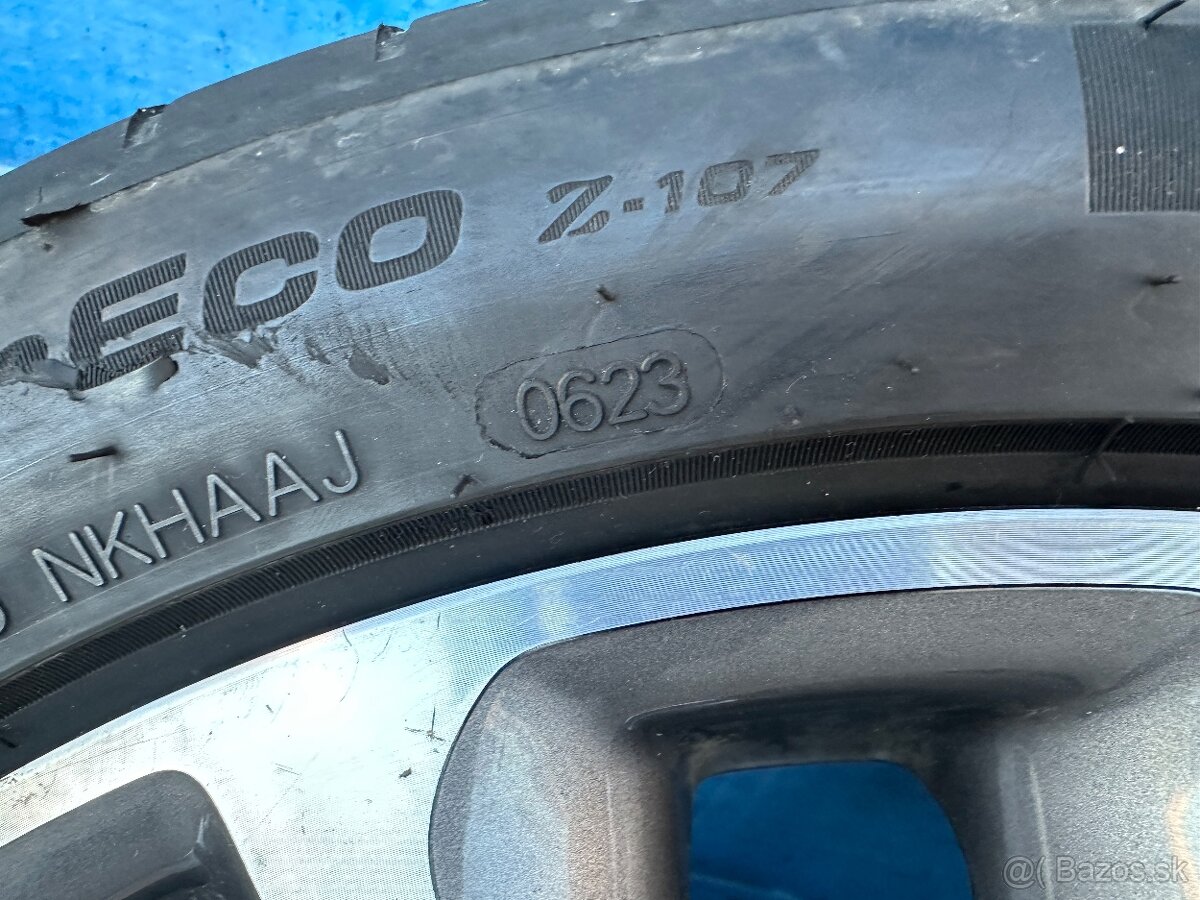 ECO Z-107
0623
NKHAAJ
@( Bazos.sk